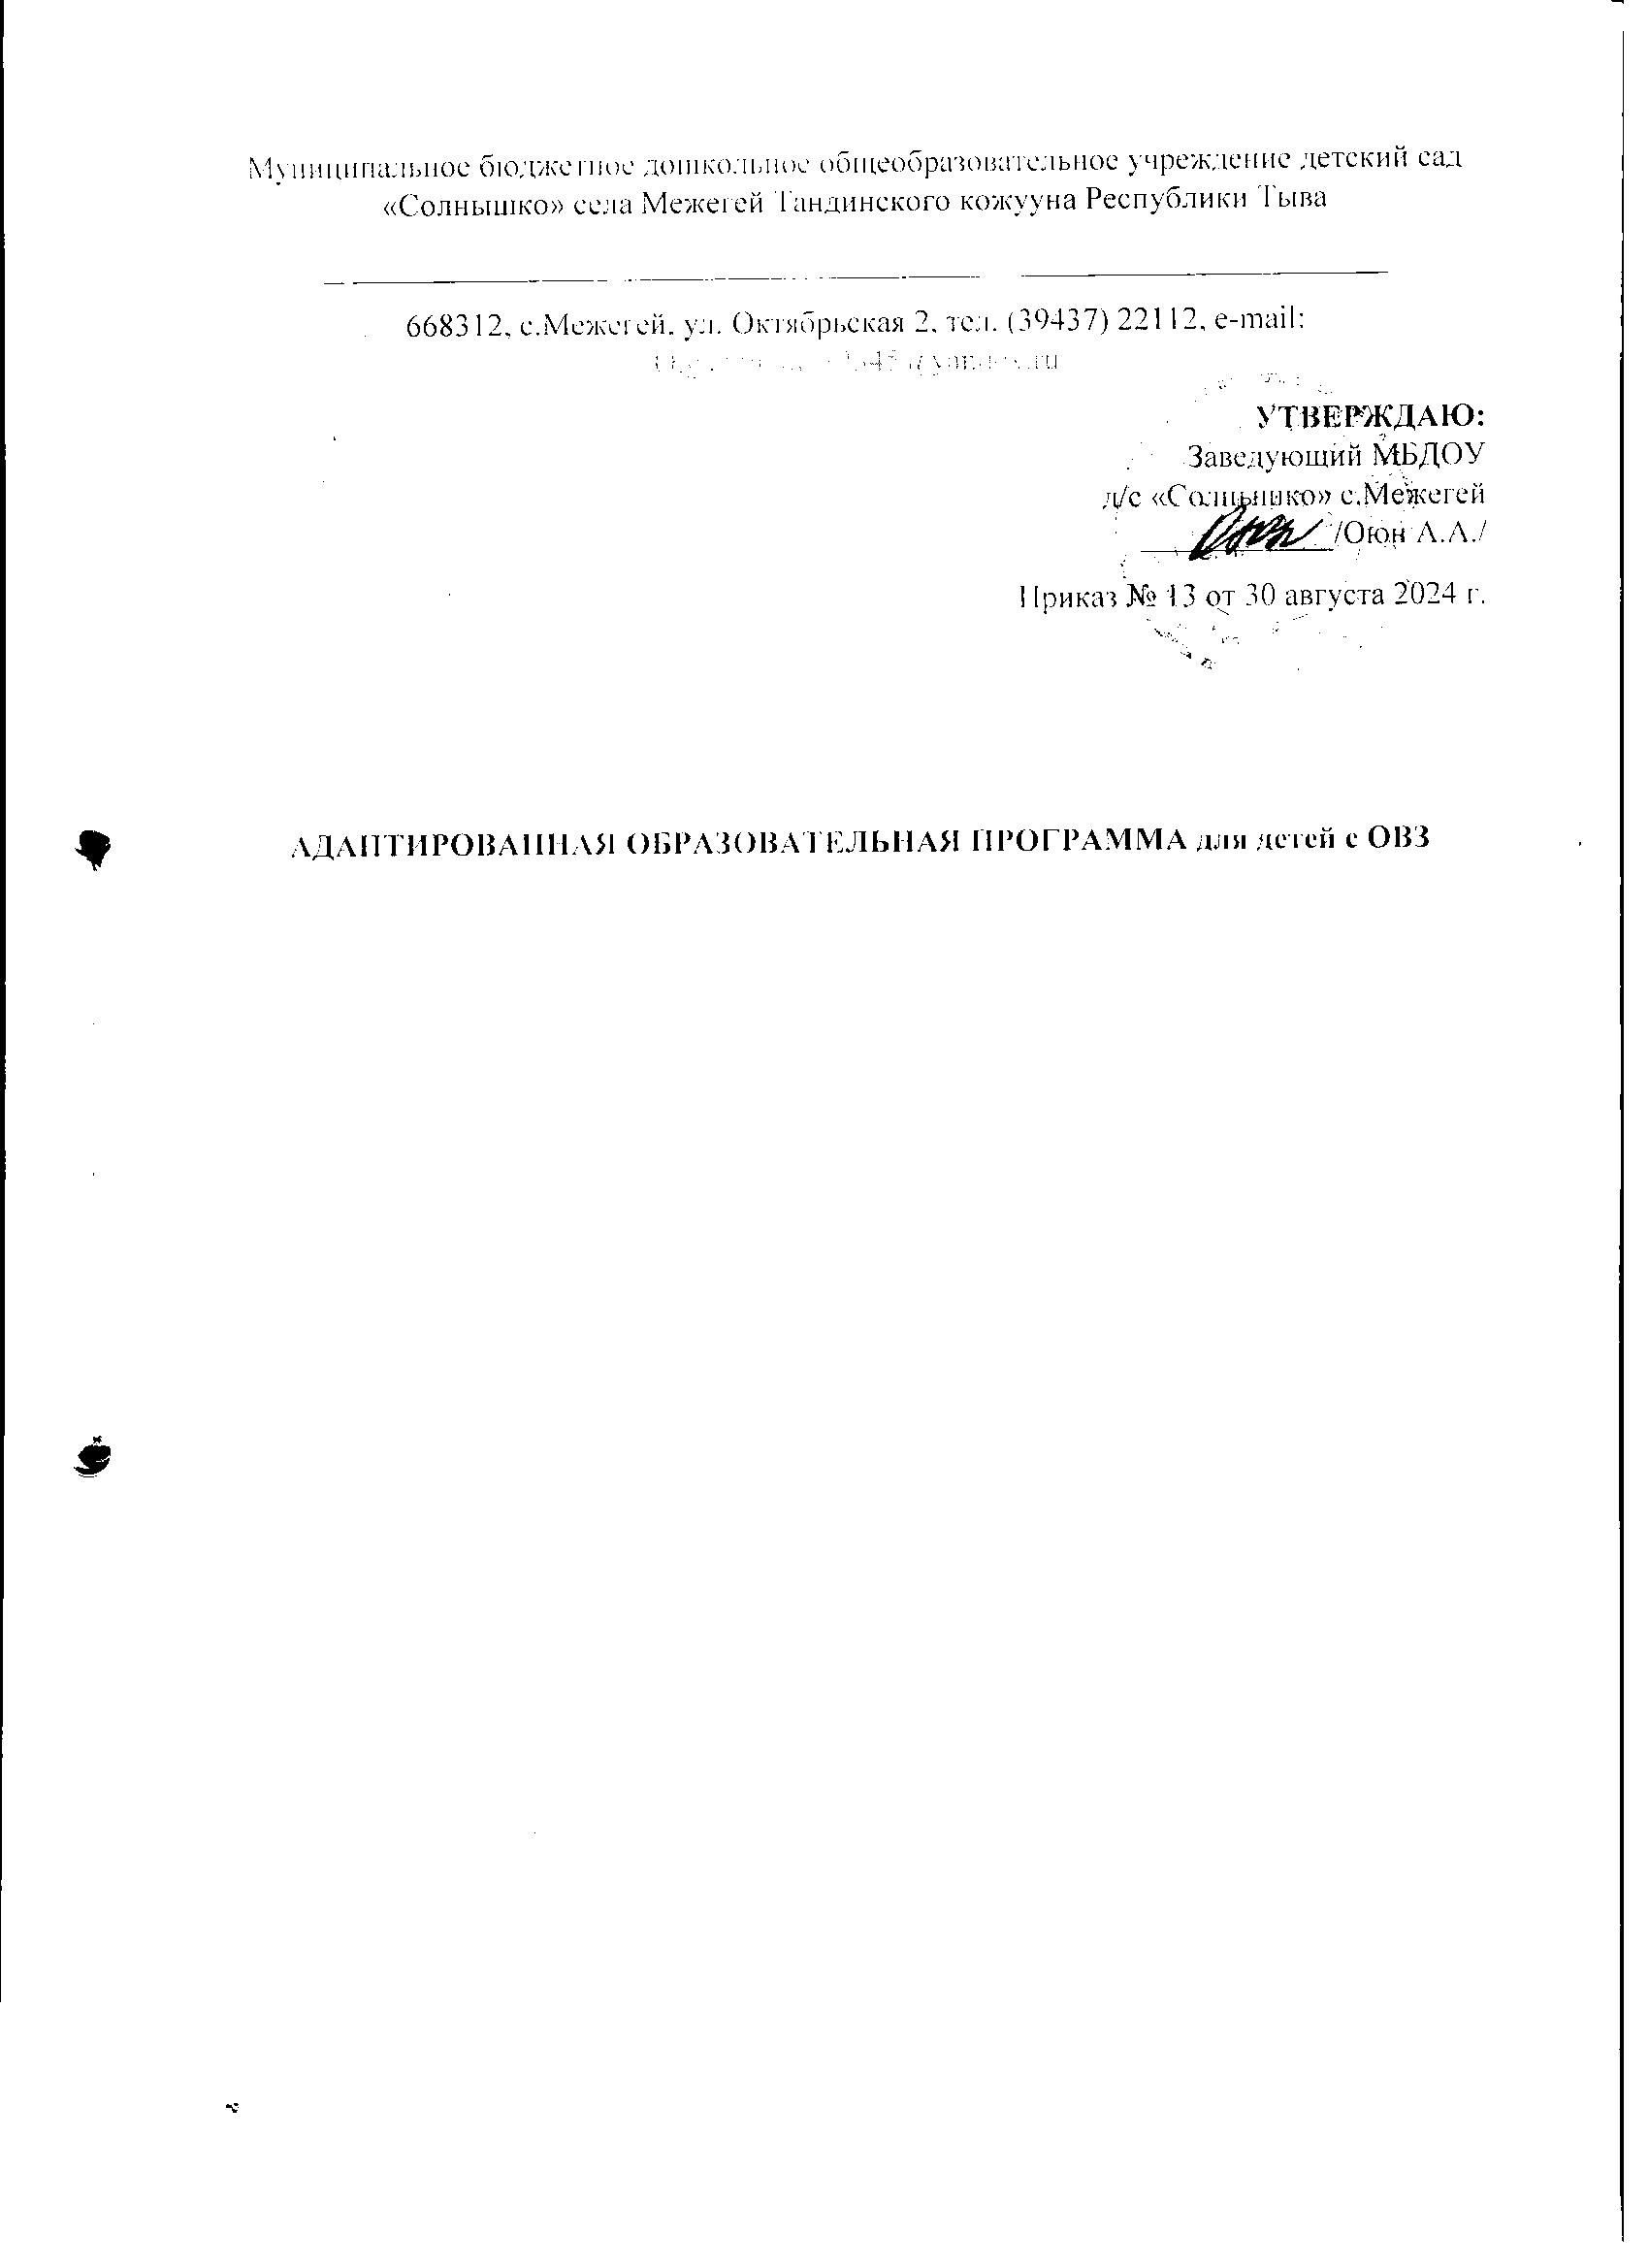 Муниципальное бюджетное дошкольное общеобразовательное учреждение детский сад
«Солнышко» села Межегей Тандинского кожууна Республики Тыва
668312, с.Межегей, ул. Октябрьская 2, тел. (39437) 22112, e-mail:
УТВЕРЖДАЮ:
Заведующий МБДОУ
д/с «Солнышко» с.Межегей
/Оюн А.А./
Приказ № 13 от 30 августа 2024 г.
АДАПТИРОВАННАЯ ОБРАЗОВАТЕЛЬНАЯ ПРОГРАММА для детей с ОВЗ